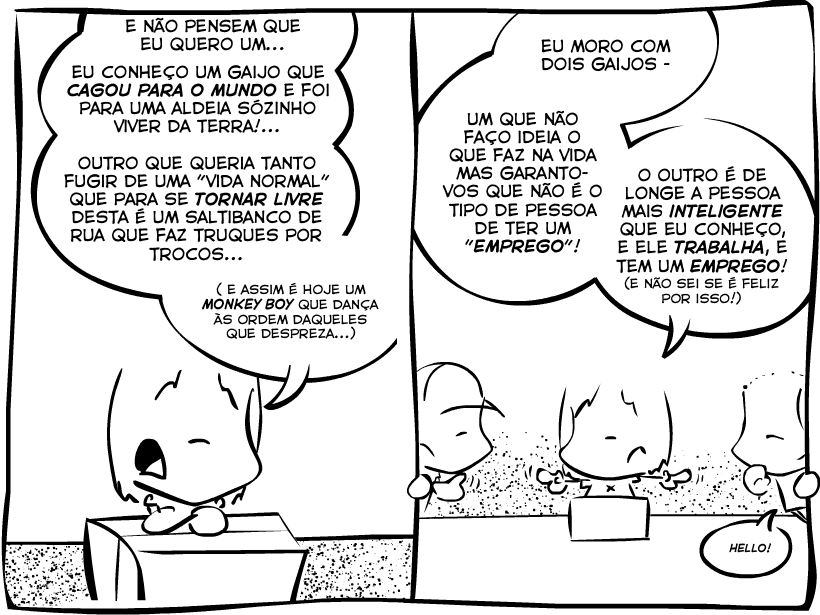 E NÃO PENSEM QUE
EU QUERO UM...
EU CONHEÇO UM GAIJO QUE
CAGOU PARA O MUNDO E FOI
PARA UMA ALDEIA SÓZINHO
VIVER DA TERRA!...
OUTRO QUE QUERIA TANTO
FUGIR DE UMA "VIDA NORMAL"
QUE PARA SE TORNAR LIVRE
DESTA É UM SALTIBANCO DE
RUA QUE FAZ TRUQUES POR
TROCOS...
( E ASSIM É HOJE UM
MONKEY BOY QUE DANÇA
ÀS ORDEM DAQUELES
QUE DESPREZA...)
EU MORO COM
DOIS GAIJOS -
UM QUE NÃO
FAÇO IDEIA O
QUE FAZ NA VIDA
MAS GARANTO-
VOS QUE NÃO É O
TIPO DE PESSOA
DE TER UM
"EMPREGO"!
O OUTRO É DE
LONGE A PESSOA
MAIS INTELIGENTE
QUE EU CONHEÇO,
E ELE TRABALHA, E
TEM UM EMPREGO!
(E NÃO SEI SE É FELIZ
POR ISSO!)
HELLO!